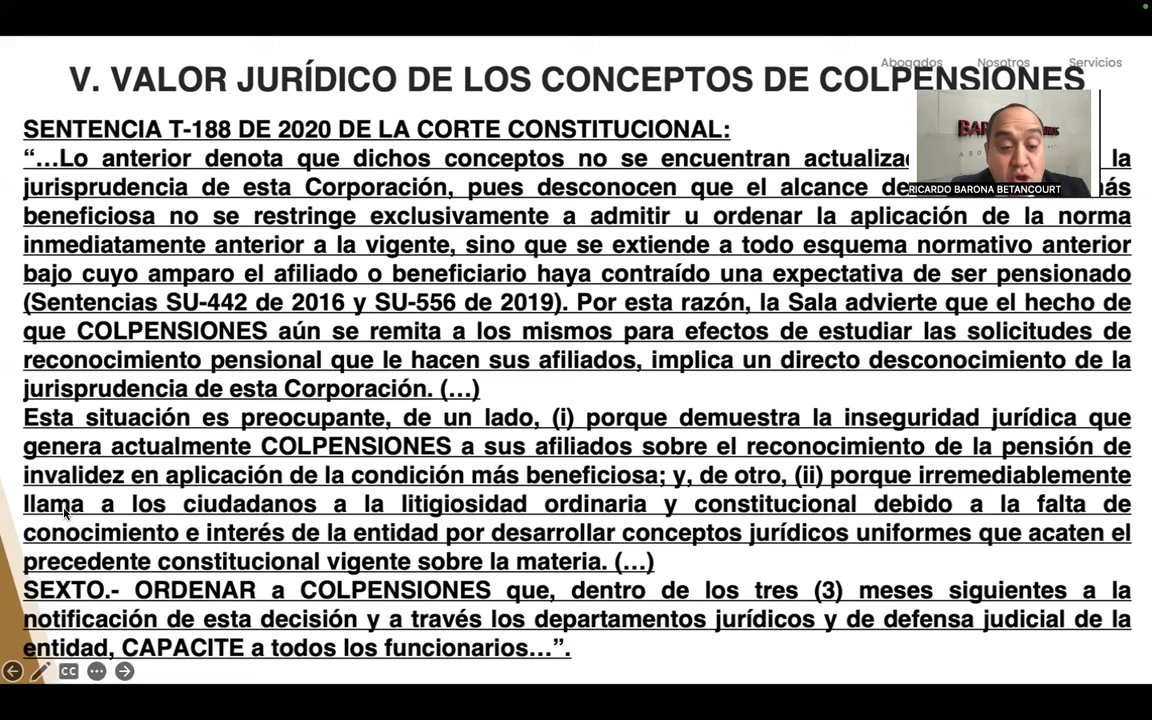 Abogados Nosotros Servicios
V. VALOR JURÍDICO DE LOS CONCEPTOS DE COLPENSIONES
SENTENCIA T-188 DE 2020 DE LA CORTE CONSTITUCIONAL:
“…Lo anterior denota que dichos conceptos no se encuentran la
jurisprudencia de esta Corporación, pues desconocen que el alcance
beneficiosa no se restringe exclusivamente a admitir u ordenar la aplicación de la norma
inmediatamente anterior a la vigente, sino que se extiende a todo esquema normativo anterior
bajo cuyo amparo el afiliado o beneficiario haya contraído una expectativa de ser pensionado
(Sentencias SU-442 de 2016 y SU-556 de 2019). Por esta razón, la Sala advierte que el hecho de
que COLPENSIONES aún se remita a los mismos para efectos de estudiar las solicitudes de
reconocimiento pensional que le hacen sus afiliados, implica un directo desconocimiento de la
jurisprudencia de esta Corporación. (…)
Esta situación es preocupante, de un lado, (i) porque demuestra la inseguridad jurídica que
genera actualmente COLPENSIONES a sus afiliados sobre el reconocimiento de la pensión de
invalidez en aplicación de la condición más beneficiosa; y, de otro, (ii) porque irremediablemente
llama a los ciudadanos a la litigiosidad ordinaria y constitucional debido a la falta de
conocimiento e interés de la entidad por desarrollar conceptos jurídicos uniformes que acaten el
precedente constitucional vigente sobre la materia. (…)
SEXTO.- ORDENAR a COLPENSIONES que, dentro de los tres (3) meses siguientes a la
notificación de esta decisión y a través los departamentos jurídicos y de defensa judicial de la
entidad, CAPACITE a todos los funcionarios…”.
RICARDO BARONA BETANCOURT
CC